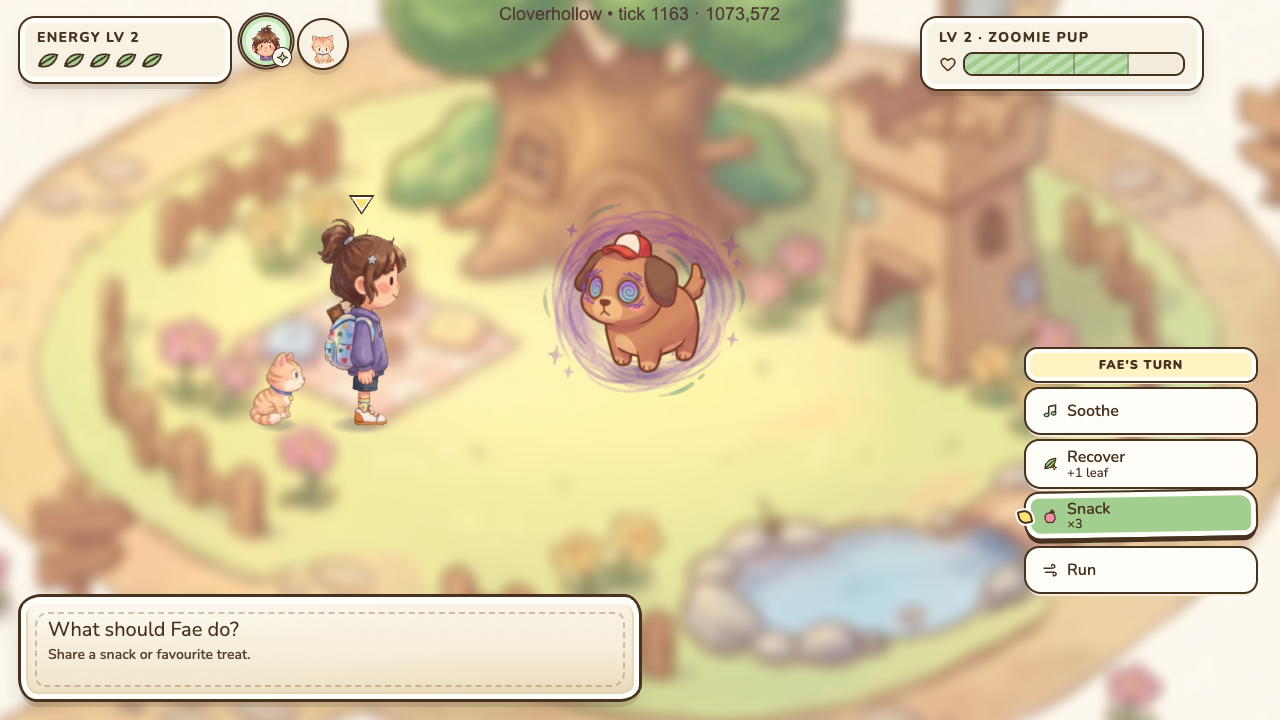 Cloverhollow • tick 1163 · 1073,572
ENERGY LV 2
LV 2 · ZOOMIE PUP
FAE'S TURN
Soothe
Recover
+1 leaf
Snack
×3
Run
What should Fae do?
Share a snack or favourite treat.